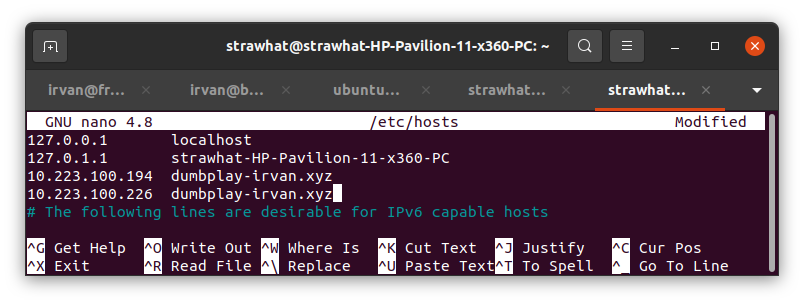 strawhat@strawhat-HP-Pavilion-11-x360-PC: ~
irvan@fr... irvan@b... ubuntu... strawhat... strawhat...
GNU nano 4.8 /etc/hosts Modified
127.0.0.1 localhost
127.0.1.1 strawhat-HP-Pavilion-11-x360-PC
10.223.100.194 dumbplay-irvan.xyz
10.223.100.226 dumbplay-irvan.xyz
# The following lines are desirable for IPv6 capable hosts
^G Get Help ^O Write Out ^W Where Is ^K Cut Text ^J Justify ^C Cur Pos
^X Exit ^R Read File ^\ Replace ^U Paste Text ^T To Spell ^_ Go To Line